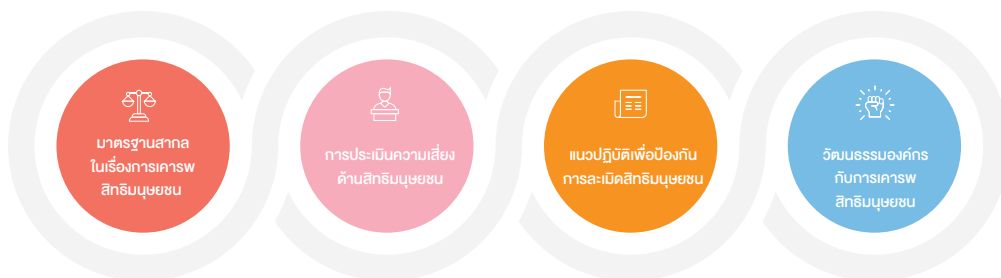 มาตรฐานสากล
ในเรื่องการเคารพ
สิทธิมนุษยชน
การประเมินความเสี่ยง
ด้านสิทธิมนุษยชน
แนวปฏิบัติเพื่อป้องกัน
การละเมิดสิทธิมนุษยชน
วัฒนธรรมองค์กร
กับการเคารพ
สิทธิมนุษยชน